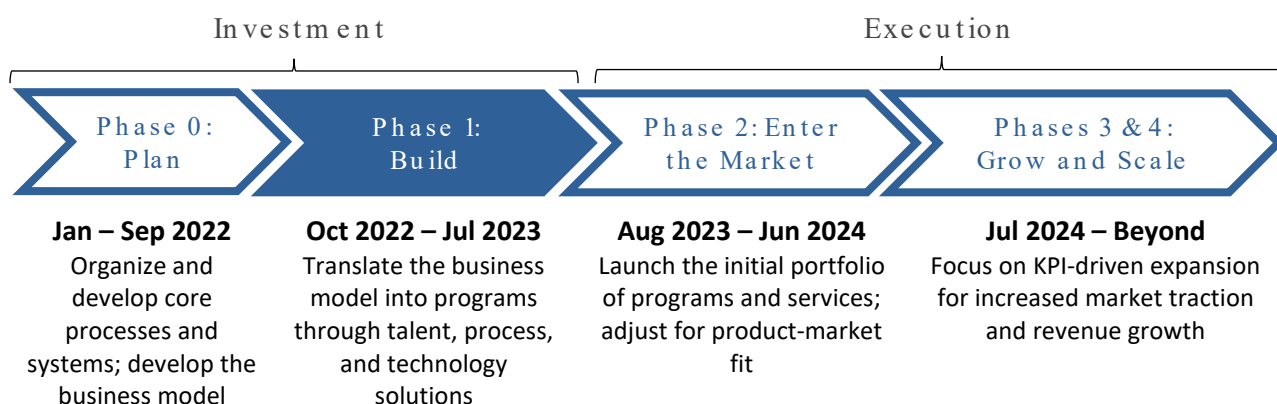 Investment
Execution
Phase 0:
Plan
Phase 1:
Build
Phase 2: Enter
the Market
Phases 3 & 4:
Grow and Scale
Jan – Sep 2022
Organize and
develop core
processes and
systems; develop the
business model
Oct 2022 – Jul 2023
Translate the business
model into programs
through talent, process,
and technology
solutions
Aug 2023 – Jun 2024
Launch the initial portfolio
of programs and services;
adjust for product-market
fit
Jul 2024 – Beyond
Focus on KPI-driven expansion
for increased market traction
and revenue growth